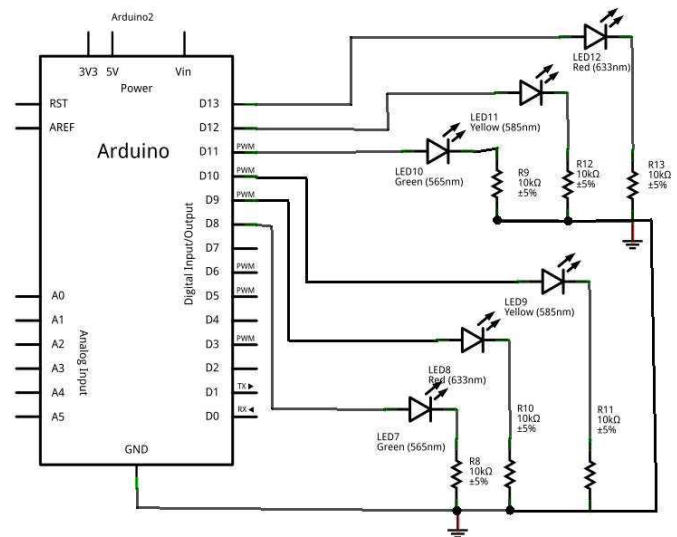 Arduino2
3V3 5V Vin
Power
RST
AREF
Arduino
D13
D12
D11 PWM
D10 PWM
D9 PWM
D8
D7
D6 PWM
D5 PWM
D4
D3 PWM
D2
D1 TX ▶
D0 RX ◀
Digital Input/Output
A0
A1
A2
A3
A4
A5
Analog Input
GND
LED12
Red (633nm)
LED11
Yellow (585nm)
LED10
Green (565nm)
R9
10kΩ
±5%
R12
10kΩ
±5%
R13
10kΩ
±5%
LED9
Yellow (585nm)
LED8
Red (633nm)
LED7
Green (565nm)
R10
10kΩ
±5%
R11
10kΩ
±5%
R8
10kΩ
±5%